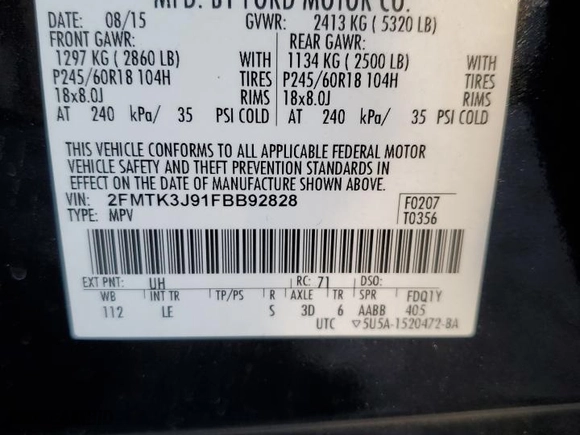 MFD. BY FORD MOTOR CO.
DATE: 08/15 GVWR: 2413 KG ( 5320 LB)
FRONT GAWR: REAR GAWR:
1297 KG ( 2860 LB) 1134 KG ( 2500 LB)
P245/60R18 104H TIRES P245/60R18 104H TIRES
18x8.0J RIMS 18x8.0J RIMS
AT 240 kPa/ 35 PSI COLD AT 240 kPa/ 35 PSI COLD
THIS VEHICLE CONFORMS TO ALL APPLICABLE FEDERAL MOTOR
VEHICLE SAFETY AND THEFT PREVENTION STANDARDS IN
EFFECT ON THE DATE OF MANUFACTURE SHOWN ABOVE.
VIN: 2FMTK3J91FBB92828 F0207
TYPE: MPV T0356
EXT PNT: UH RC: 71 DSO:
WB INT TR TP/PS R AXLE TR SPR FDQ1Y
112 LE S 3D 6 AABB 405
UTC ▽5U5A-1520472-BA